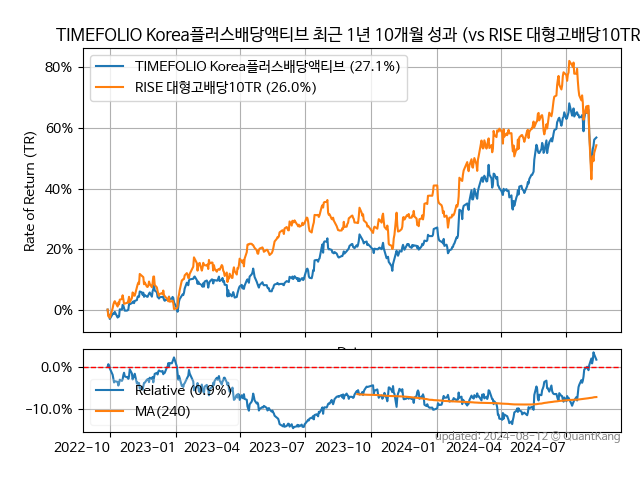 TIMEFOLIO Korea플러스배당액티브 최근 1년 10개월 성과 (vs RISE 대형고배당10TR
TIMEFOLIO Korea플러스배당액티브 (27.1%)
RISE 대형고배당10TR (26.0%)
Rate of Return (TR)
80%
60%
40%
20%
0%
0.0%
−10.0%
Relative (0.9%)
MA(240)
2022−10 2023−01 2023−04 2023−07 2023−10 2024−01 2024−04 2024−07
updated: 2024-08-12 © QuantKang